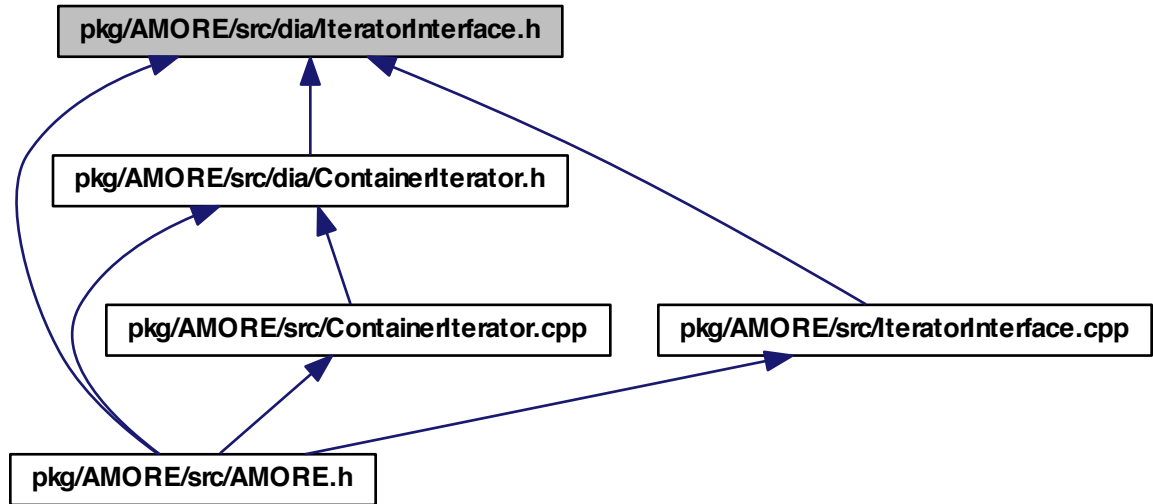 pkg/AMORE/src/dia/IteratorInterface.h
pkg/AMORE/src/dia/ContainerIterator.h
pkg/AMORE/src/ContainerIterator.cpp
pkg/AMORE/src/IteratorInterface.cpp
pkg/AMORE/src/AMORE.h